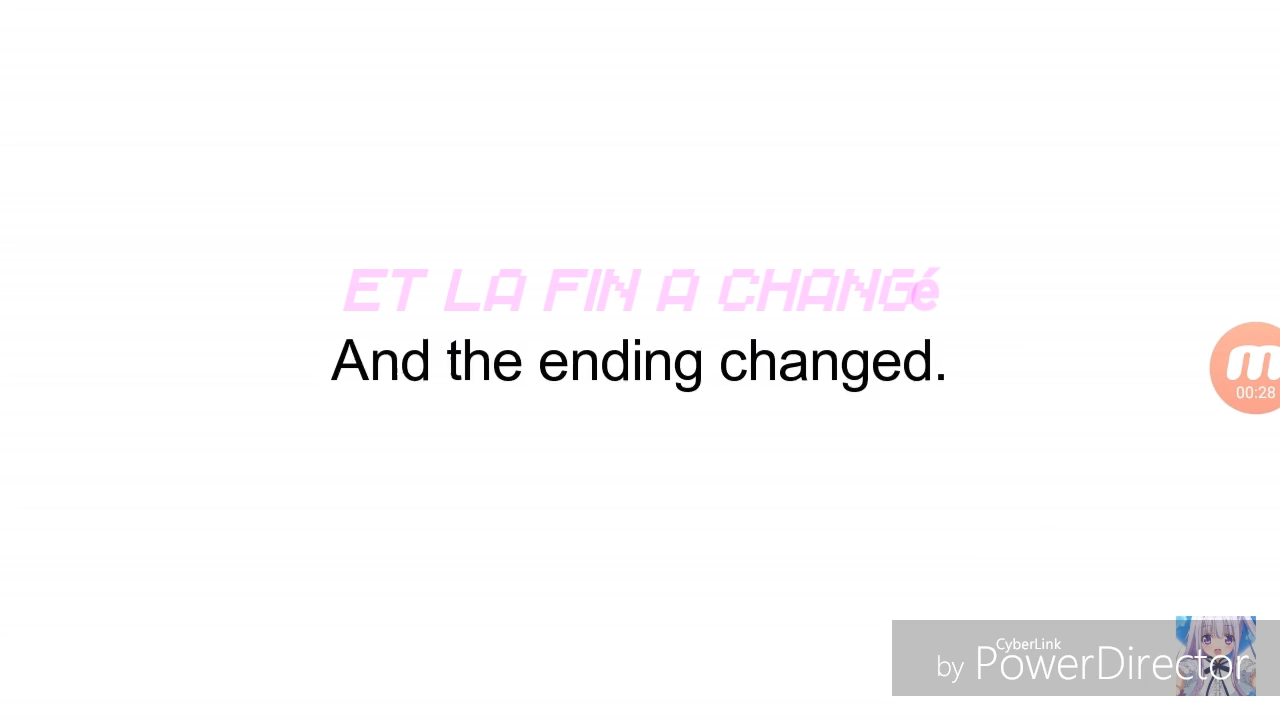 ET LA FIN A CHANGé
And the ending changed.
m
00:28
CyberLink
by PowerDirector